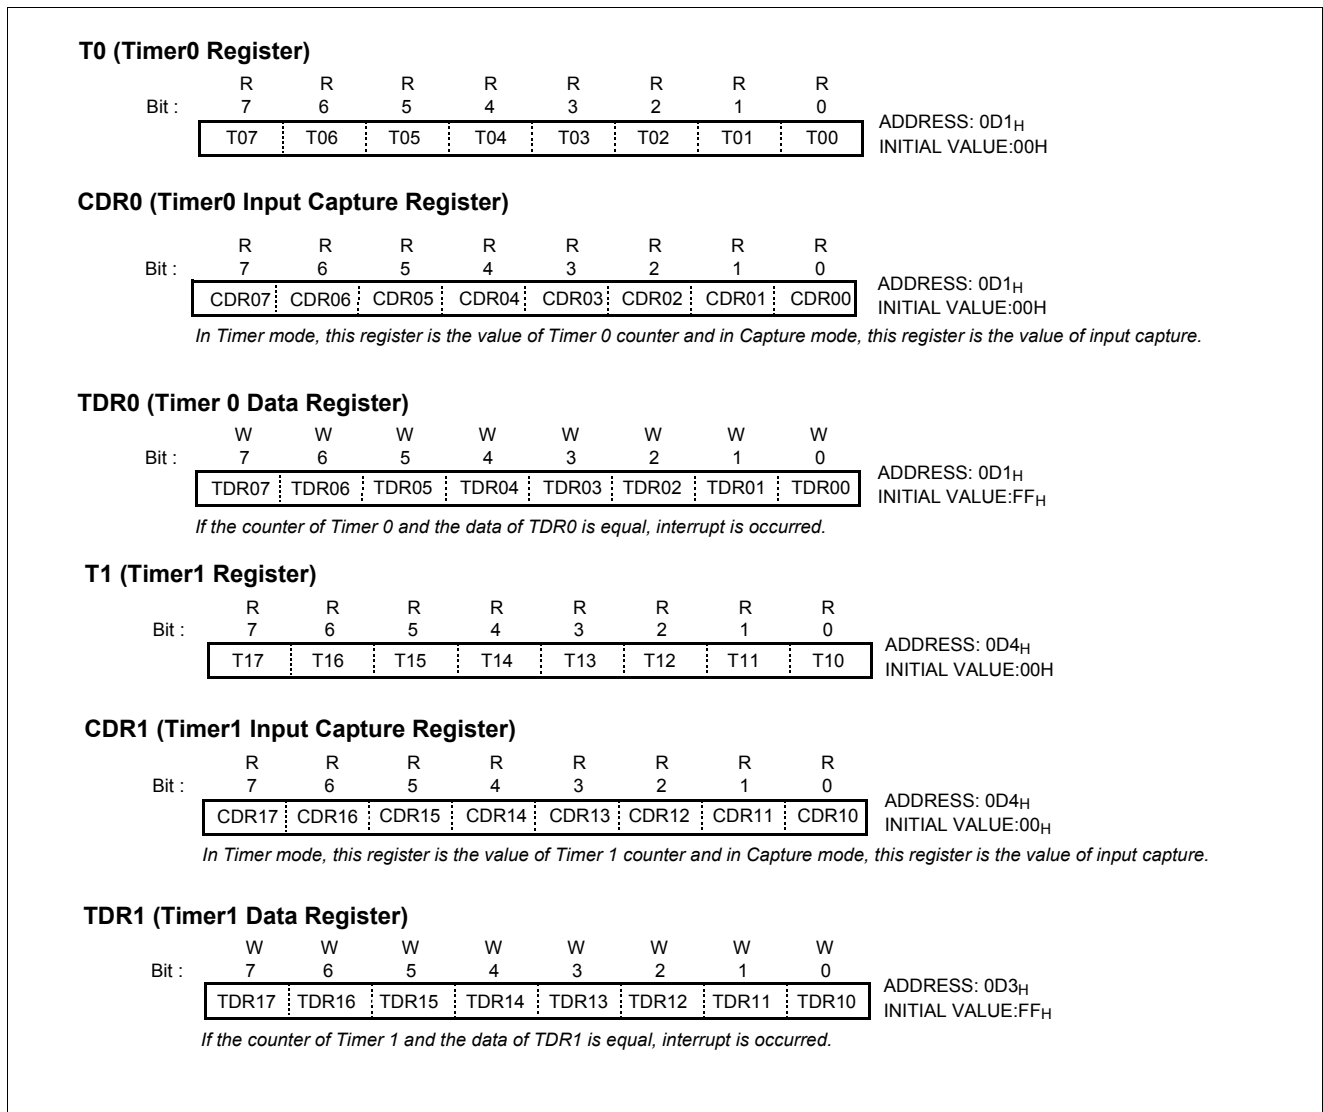 T0 (Timer0 Register)
R R R R R R R R
Bit : 7 6 5 4 3 2 1 0
T07 T06 T05 T04 T03 T02 T01 T00
ADDRESS: 0D1H
INITIAL VALUE:00H
CDR0 (Timer0 Input Capture Register)
R R R R R R R R
Bit : 7 6 5 4 3 2 1 0
CDR07 CDR06 CDR05 CDR04 CDR03 CDR02 CDR01 CDR00
ADDRESS: 0D1H
INITIAL VALUE:00H
In Timer mode, this register is the value of Timer 0 counter and in Capture mode, this register is the value of input capture.
TDR0 (Timer 0 Data Register)
W W W W W W W W
Bit : 7 6 5 4 3 2 1 0
TDR07 TDR06 TDR05 TDR04 TDR03 TDR02 TDR01 TDR00
ADDRESS: 0D1H
INITIAL VALUE:FFH
If the counter of Timer 0 and the data of TDR0 is equal, interrupt is occurred.
T1 (Timer1 Register)
R R R R R R R R
Bit : 7 6 5 4 3 2 1 0
T17 T16 T15 T14 T13 T12 T11 T10
ADDRESS: 0D4H
INITIAL VALUE:00H
CDR1 (Timer1 Input Capture Register)
R R R R R R R R
Bit : 7 6 5 4 3 2 1 0
CDR17 CDR16 CDR15 CDR14 CDR13 CDR12 CDR11 CDR10
ADDRESS: 0D4H
INITIAL VALUE:00H
In Timer mode, this register is the value of Timer 1 counter and in Capture mode, this register is the value of input capture.
TDR1 (Timer1 Data Register)
W W W W W W W W
Bit : 7 6 5 4 3 2 1 0
TDR17 TDR16 TDR15 TDR14 TDR13 TDR12 TDR11 TDR10
ADDRESS: 0D3H
INITIAL VALUE:FFH
If the counter of Timer 1 and the data of TDR1 is equal, interrupt is occurred.